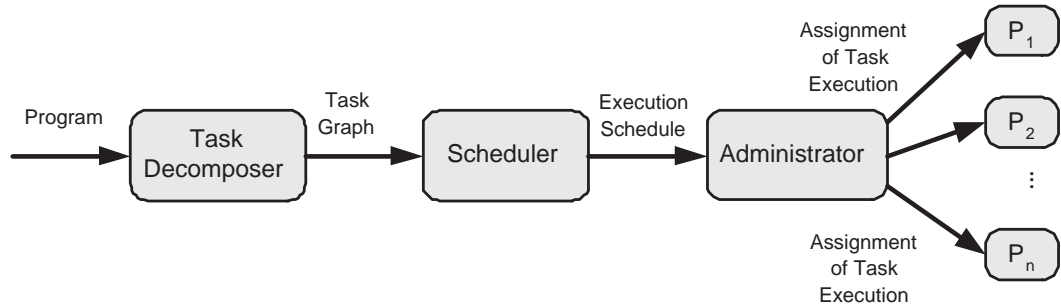 Program
Task
Decomposer
Task
Graph
Scheduler
Execution
Schedule
Administrator
Assignment
of Task
Execution
P1
P2
...
Pn
Assignment
of Task
Execution